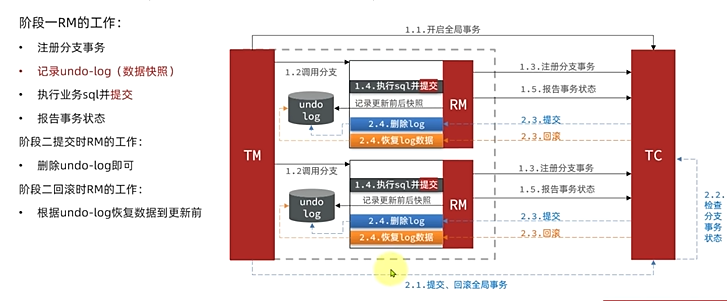 阶段一RM的工作：
• 注册分支事务
• 记录undo-log（数据快照）
• 执行业务sql并提交
• 报告事务状态
阶段二提交时RM的工作：
• 删除undo-log即可
阶段二回滚时RM的工作：
• 根据undo-log恢复数据到更新前
1.1.开启全局事务
TM
1.2调用分支
undo
log
1.4.执行sql并提交
记录更新前后快照
2.4.删除log
2.4.恢复log数据
RM
1.3.注册分支事务
1.5.报告事务状态
2.3.提交
2.3.回滚
1.2调用分支
undo
log
1.4.执行sql并提交
记录更新前后快照
2.4.删除log
2.4.恢复log数据
RM
1.3.注册分支事务
1.5.报告事务状态
2.3.提交
2.3.回滚
TC
2.2.
检查
分支
事务
状态
2.1.提交、回滚全局事务